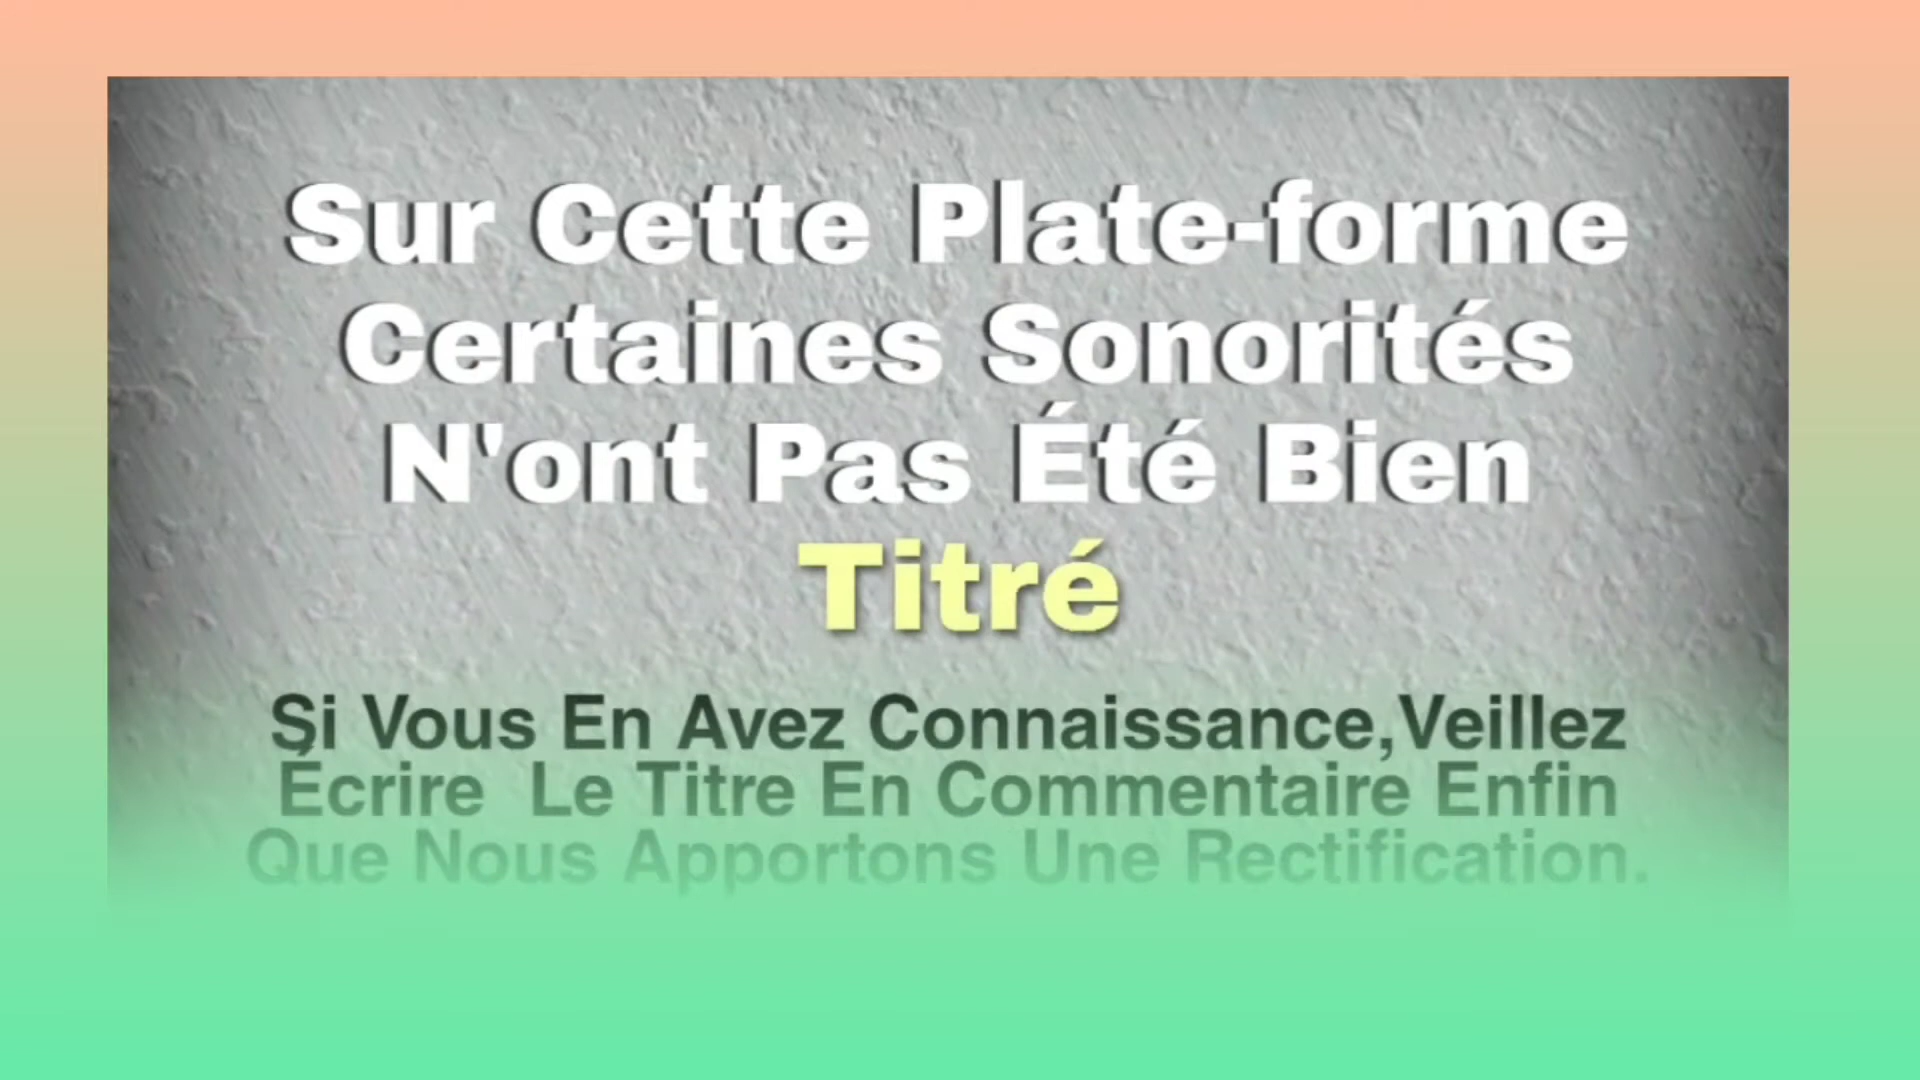 Sur Cette Plate-forme
Certaines Sonorités
N'ont Pas Été Bien
Titré
Si Vous En Avez Connaissance,Veillez
Écrire  Le Titre En Commentaire Enfin
Que Nous Apportons Une Rectification.